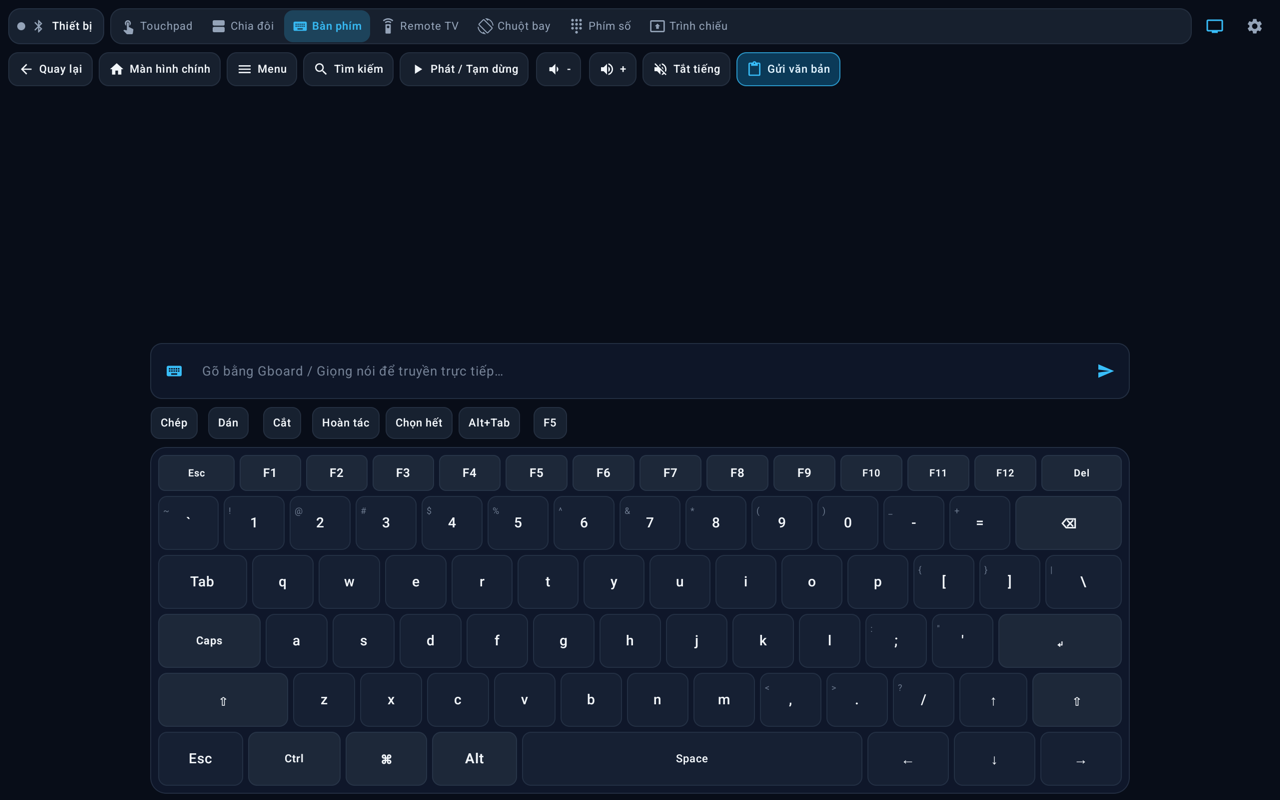 Thiết bị Touchpad Chia đôi Bàn phím Remote TV Chuột bay Phím số Trình chiếu
Quay lại Màn hình chính Menu Tìm kiếm Phát / Tạm dừng - + Tắt tiếng Gửi văn bản
Gõ bằng Gboard / Giọng nói để truyền trực tiếp...
Chép Dán Cắt Hoàn tác Chọn hết Alt+Tab F5
Esc F1 F2 F3 F4 F5 F6 F7 F8 F9 F10 F11 F12 Del
~ ` ! 1 @ 2 # 3 $ 4 % 5 ^ 6 & 7 * 8 ( 9 ) 0 _ - + = ⌫
Tab q w e r t y u i o p { [ } ] | \
Caps a s d f g h j k l : ; " ' ↲
⇧ z x c v b n m < , > . ? / ↑ ⇧
Esc Ctrl ⌘ Alt Space ← ↓ →